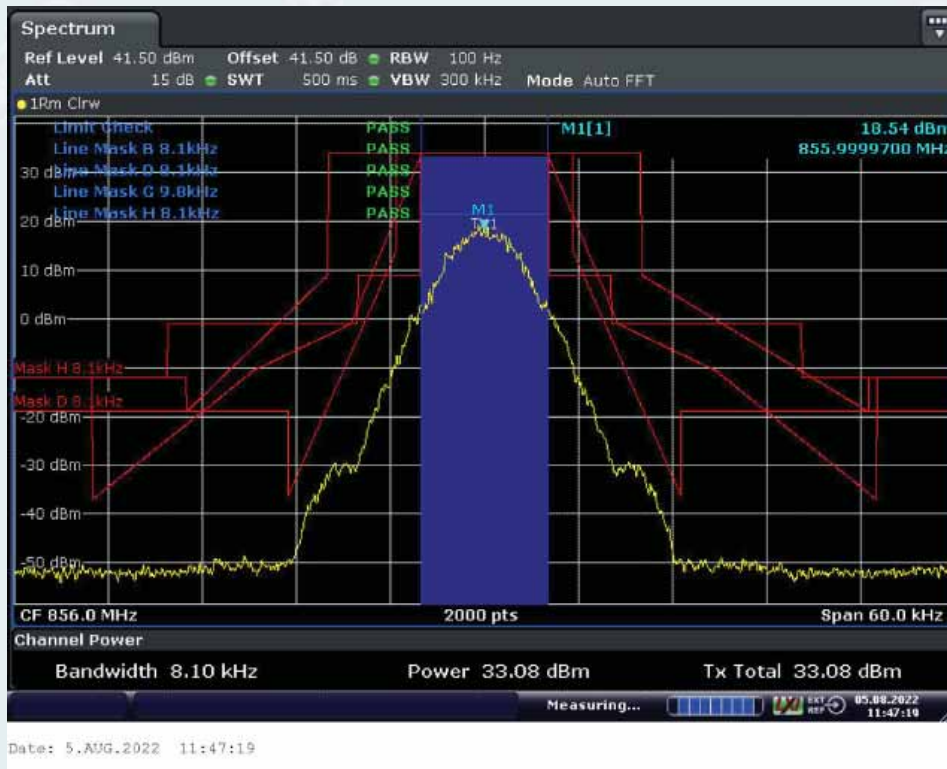 Spectrum
Ref Level 41.50 dBm Offset 41.50 dB RBW 100 Hz
Att 15 dB SWT 500 ms VBW 300 kHz Mode Auto FFT
1Rm Clrw
Limit Check PASS M1[1] 18.54 dBm
Line Mask B 8.1kHz PASS 855.9999700 MHz
30 dBm Line Mask D 8.1kHz PASS
Line Mask G 9.8kHz PASS
Line Mask H 8.1kHz PASS
M1
20 dBm
10 dBm
0 dBm
Mask H 8.1kHz
Mask D 8.1kHz
-20 dBm
-30 dBm
-40 dBm
-50 dBm
CF 856.0 MHz 2000 pts Span 60.0 kHz
Channel Power
Bandwidth 8.10 kHz Power 33.08 dBm Tx Total 33.08 dBm
Measuring... EXT REF 05.08.2022
11:47:19
Date: 5.AUG.2022 11:47:19